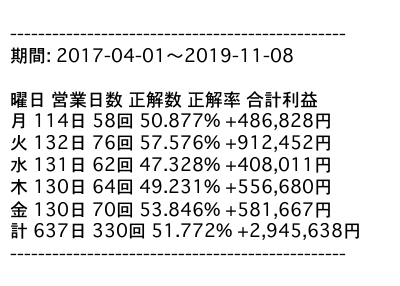 ------------------------------------------------
期間: 2017-04-01〜2019-11-08
曜日 営業日数 正解数 正解率 合計利益
月 114日 58回 50.877% +486,828円
火 132日 76回 57.576% +912,452円
水 131日 62回 47.328% +408,011円
木 130日 64回 49.231% +556,680円
金 130日 70回 53.846% +581,667円
計 637日 330回 51.772% +2,945,638円
------------------------------------------------